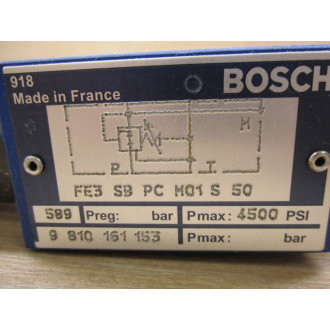 918
BOSCH
Made in France
M
P T
FE3 SB PC M01 S 50
589 Preg: bar Pmax: 4500 PSI
9 810 161 153 Pmax: bar